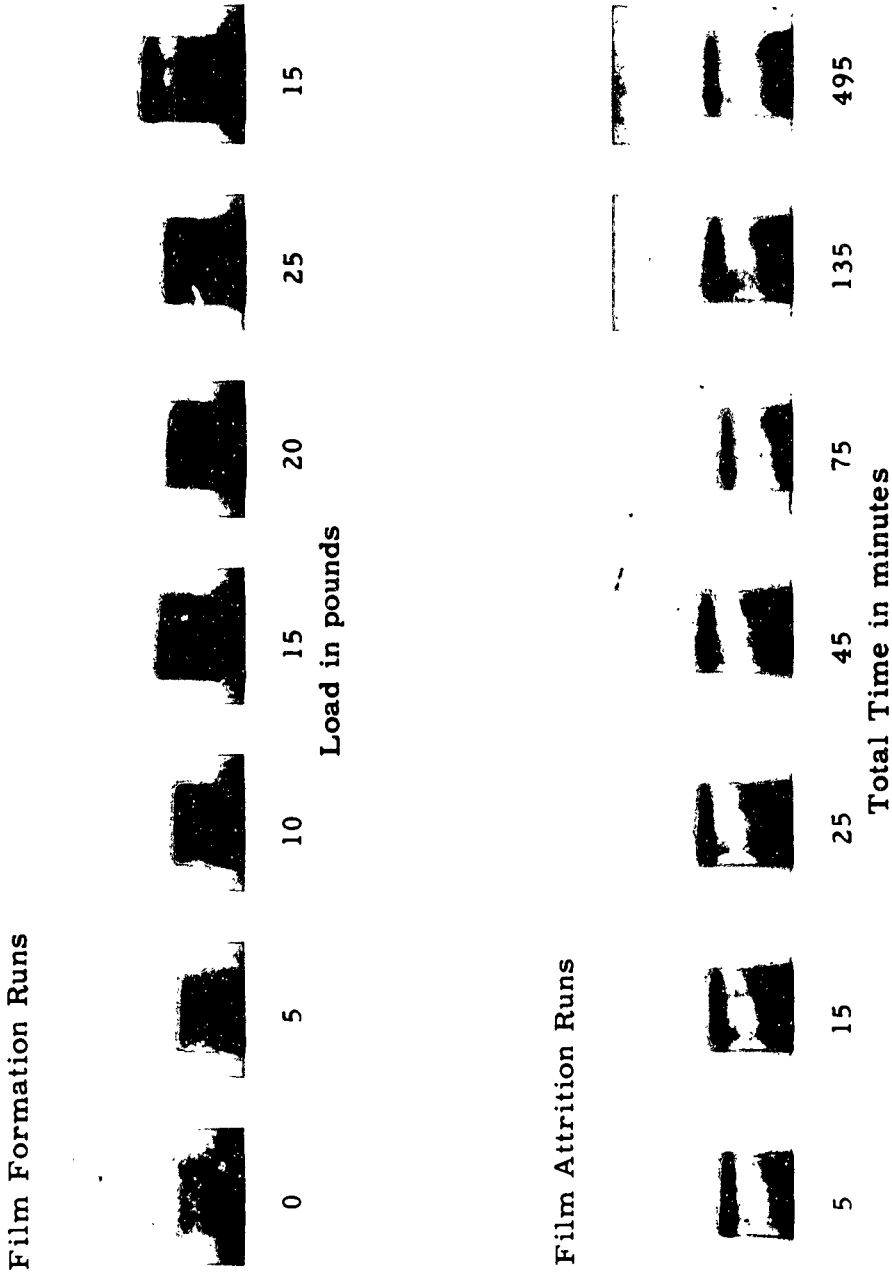 Film Formation Runs
0 5 10 15 20 25 15
Load in pounds
Film Attrition Runs
5 15 25 45 75 135 495
Total Time in minutes